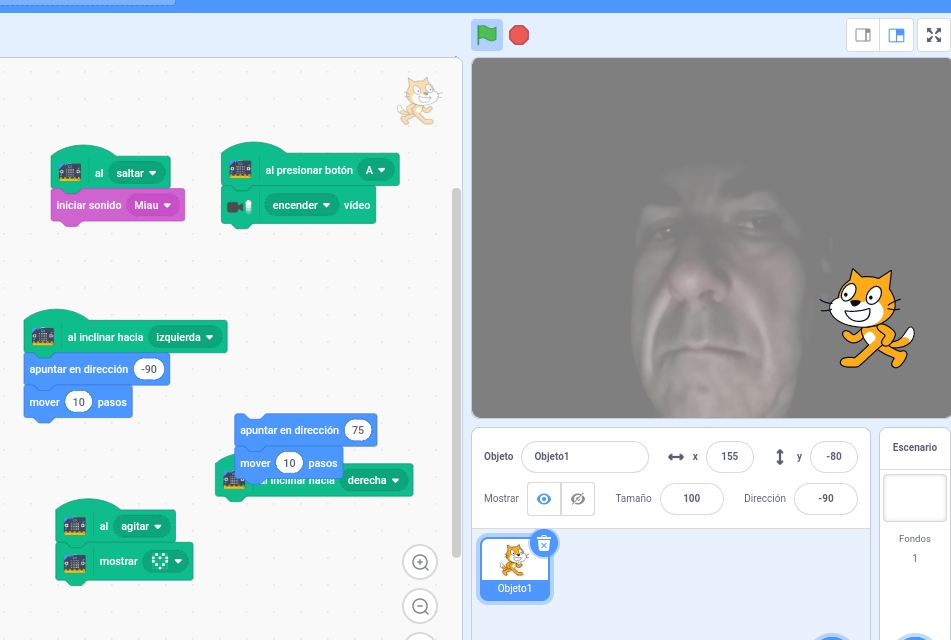 al saltar
iniciar sonido Miau
al presionar botón A
encender vídeo
al inclinar hacia izquierda
apuntar en dirección -90
mover 10 pasos
apuntar en dirección 75
mover 10 pasos
al inclinar hacia derecha
al agitar
mostrar
Objeto Objeto1 x 155 y -80
Mostrar Tamaño 100 Dirección -90
Objeto1
Escenario
Fondos
1